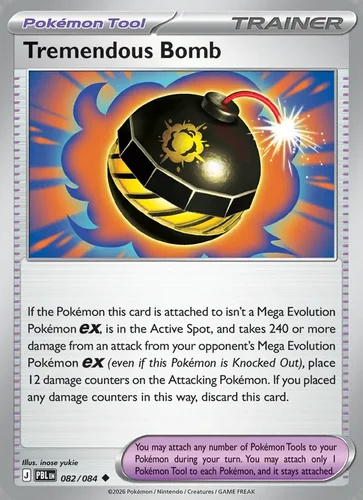 Pokémon Tool
TRAINER
Tremendous Bomb
If the Pokémon this card is attached to isn't a Mega Evolution
Pokémon ex, is in the Active Spot, and takes 240 or more
damage from an attack from your opponent's Mega Evolution
Pokémon ex (even if this Pokémon is Knocked Out), place
12 damage counters on the Attacking Pokémon. If you placed
any damage counters in this way, discard this card.
You may attach any number of Pokémon Tools to your
Pokémon during your turn. You may attach only 1
Pokémon Tool to each Pokémon, and it stays attached.
Illus. inose yukie
J PBL EN 082/084
©2026 Pokémon / Nintendo / Creatures / GAME FREAK